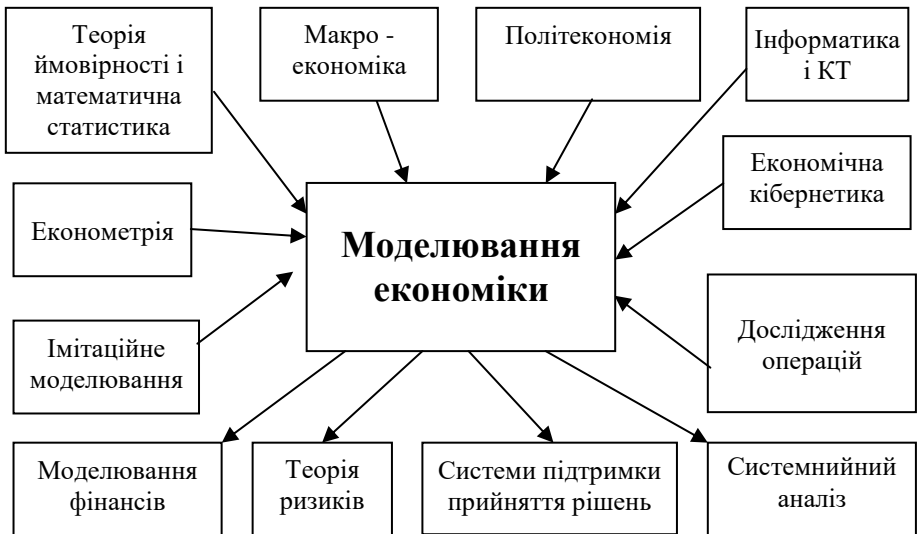 Теорія
ймовірності і
математична
статистика
Макро -
економіка
Політекономія
Інформатика
і КТ
Економетрія
Моделювання
економіки
Економічна
кібернетика
Імітаційне
моделювання
Дослідження
операцій
Моделювання
фінансів
Теорія
ризиків
Системи підтримки
прийняття рішень
Системнийний
аналіз